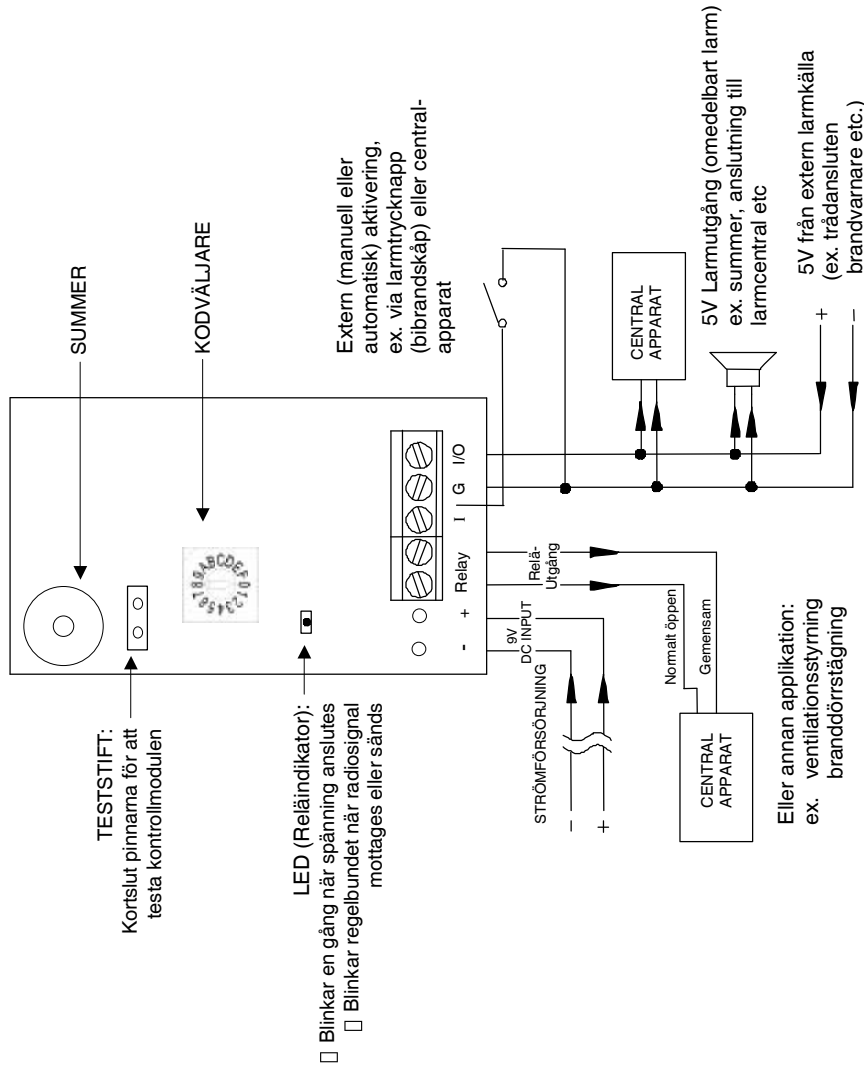 SUMMER
TESTSTIFT:
Kortslut pinnarna för att
testa kontrollmodulen
KODVÄLJARE
0123456789ABCDEF
LED (Reläindikator):
Blinkar en gång när spänning anslutes
Blinkar regelbundet när radiosignal
mottages eller sänds
Extern (manuell eller
automatisk) aktivering,
ex. via larmtrycknapp
(bibrandskåp) eller central-
apparat
- + Relay I G I/O
9V
DC INPUT
Relä-
Utgång
STRÖMFÖRSÖRJNING
−
+
Normalt öppen
Gemensam
CENTRAL
APPARAT
Eller annan applikation:
ex. ventilationsstyrning
branddörrstägning
CENTRAL
APPARAT
5V Larmutgång (omedelbart larm)
ex. summer, anslutning till
larmcentral etc
5V från extern larmkälla
(ex. trådansluten
brandvarnare etc.)
+
−